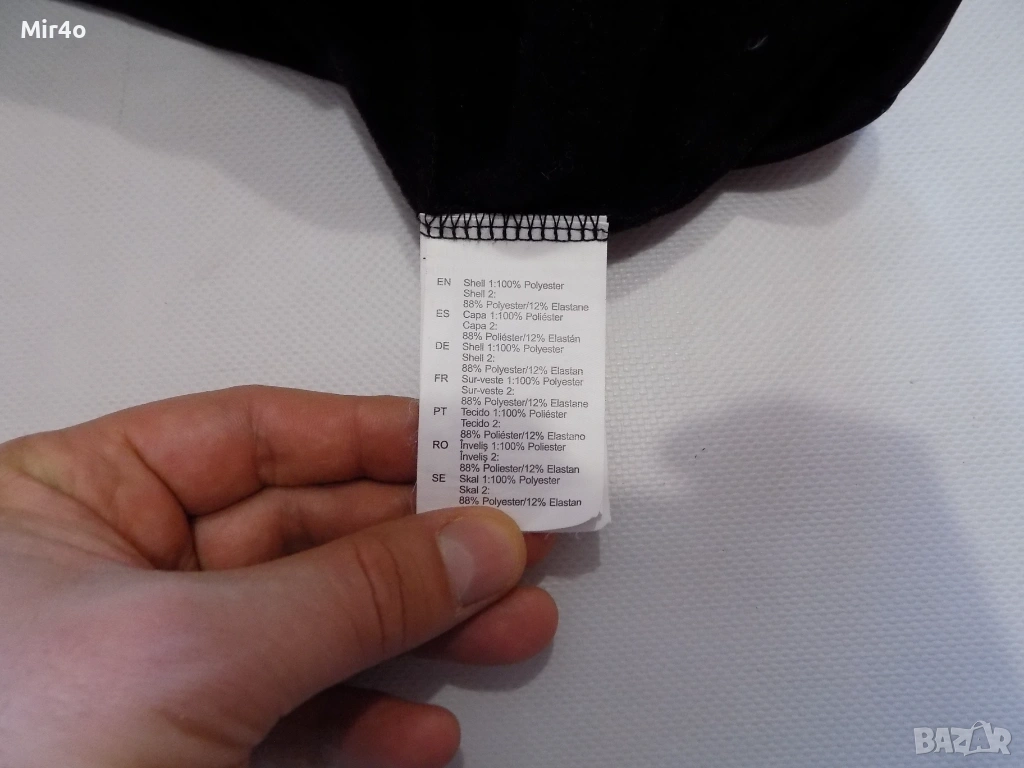 Mir4o
EN Shell 1:100% Polyester
Shell 2:
88% Polyester/12% Elastane
ES Capa 1:100% Poliéster
Capa 2:
88% Poliéster/12% Elastán
DE Shell 1:100% Polyester
Shell 2:
88% Polyester/12% Elastan
FR Sur-veste 1:100% Polyester
Sur-veste 2:
88% Polyester/12% Elastane
PT Tecido 1:100% Poliéster
Tecido 2:
88% Poliéster/12% Elastano
RO Înveliş 1:100% Poliester
Înveliş 2:
88% Poliester/12% Elastan
SE Skal 1:100% Polyester
Skal 2:
88% Polyester/12% Elastan
BAZAR